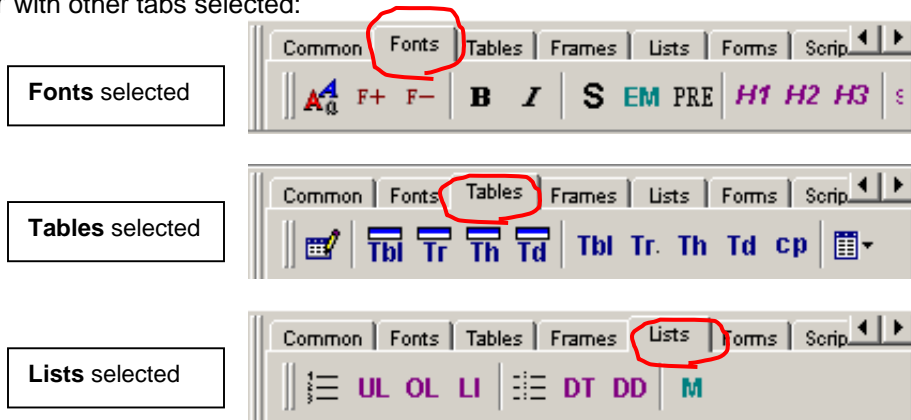 with other tabs selected:
Common Fonts Tables Frames Lists Forms Scrip
Fonts selected
F+ F- B I S EM PRE H1 H2 H3 S
Common Fonts Tables Frames Lists Forms Scrip
Tables selected
Tbl Tr Th Td Tbl Tr. Th Td cp
Common Fonts Tables Frames Lists Forms Scrip
Lists selected
UL OL LI DT DD M